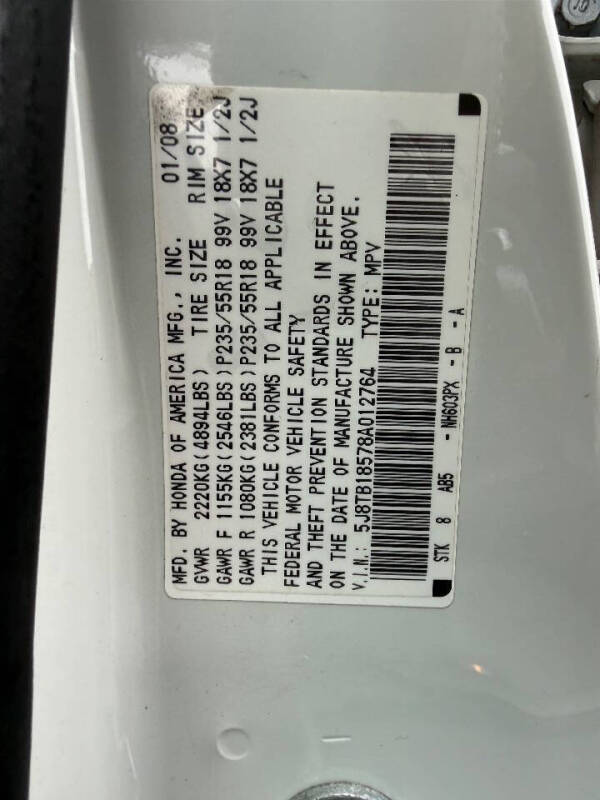 MFD. BY HONDA OF AMERICA MFG., INC. 01/08
GVWR 2220KG(4894LBS) TIRE SIZE RIM SIZE
GAWR F 1155KG(2546LBS)P235/55R18 99V 18X7 1/2J
GAWR R 1080KG(2381LBS)P235/55R18 99V 18X7 1/2J
THIS VEHICLE CONFORMS TO ALL APPLICABLE
FEDERAL MOTOR VEHICLE SAFETY
AND THEFT PREVENTION STANDARDS IN EFFECT
ON THE DATE OF MANUFACTURE SHOWN ABOVE.
V.I.N.: 5J8TB18578A012764 TYPE: MPV
STK 8 AB5 - NH603PX - B - A